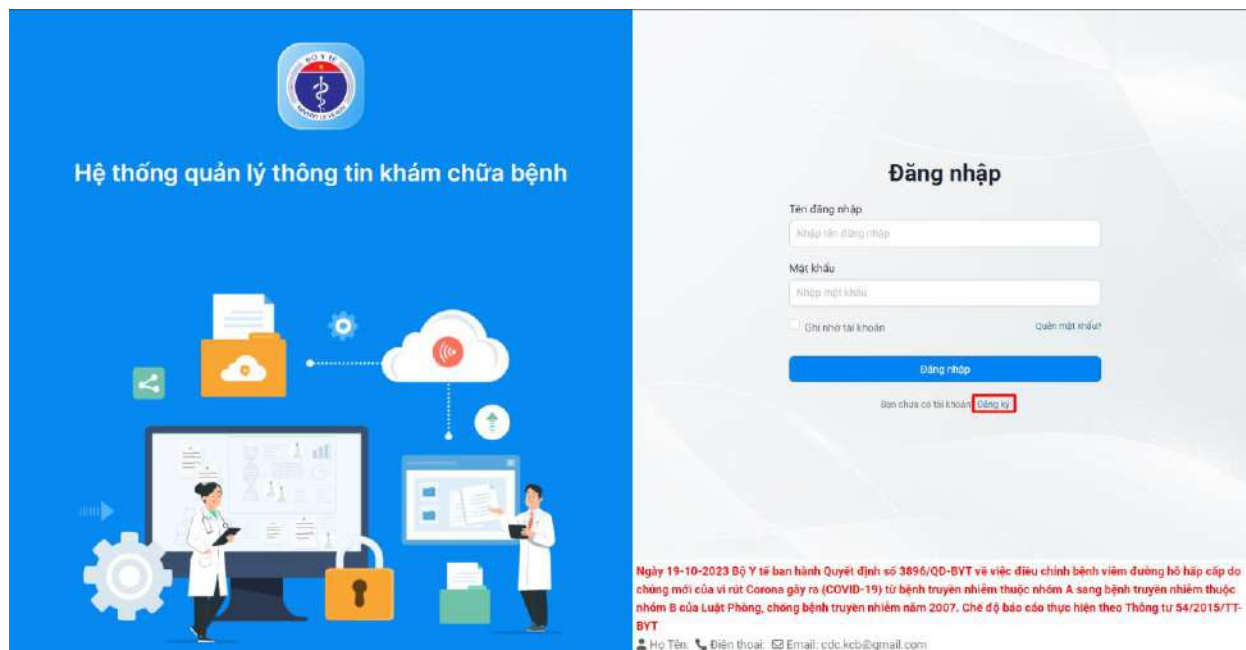 BỘ Y TẾ
MINISTRY OF HEALTH
Hệ thống quản lý thông tin khám chữa bệnh
Đăng nhập
Tên đăng nhập
Nhập tên đăng nhập
Mật khẩu
Nhập mật khẩu
Ghi nhớ tài khoản
Quên mật khẩu?
Đăng nhập
Bạn chưa có tài khoản Đăng ký
Ngày 19-10-2023 Bộ Y tế ban hành Quyết định số 3896/QD-BYT về việc điều chỉnh bệnh viêm đường hô hấp cấp do
chủng mới của vi rút Corona gây ra (COVID-19) từ bệnh truyền nhiễm thuộc nhóm A sang bệnh truyền nhiễm thuộc
nhóm B của Luật Phòng, chống bệnh truyền nhiễm năm 2007. Chế độ báo cáo thực hiện theo Thông tư 54/2015/TT-
BYT
Họ Tên: Điện thoại: Email: cdc.kcb@gmail.com